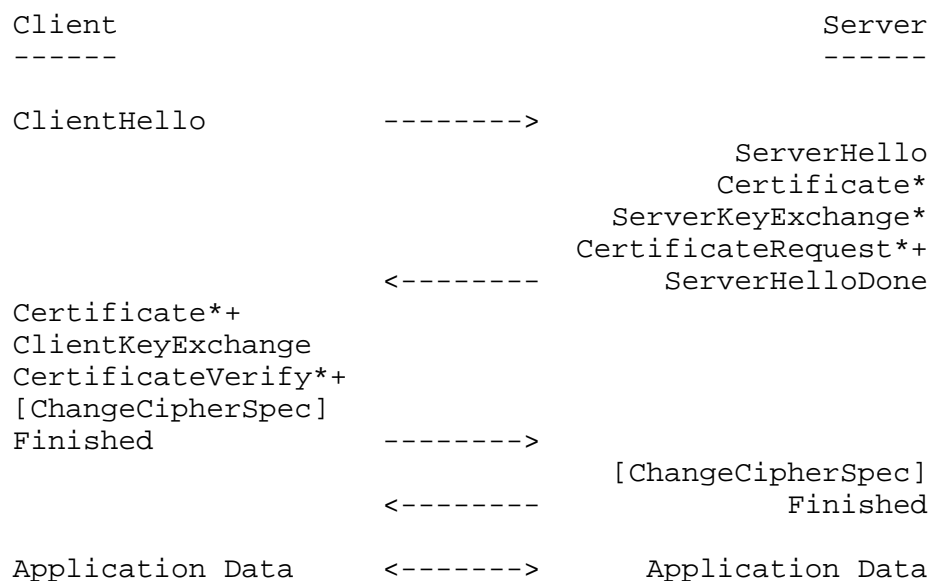 Client Server
------ ------
ClientHello -------->
ServerHello
Certificate*
ServerKeyExchange*
CertificateRequest*+
<-------- ServerHelloDone
Certificate*+
ClientKeyExchange
CertificateVerify*+
[ChangeCipherSpec]
Finished -------->
[ChangeCipherSpec]
<-------- Finished
Application Data <-------> Application Data